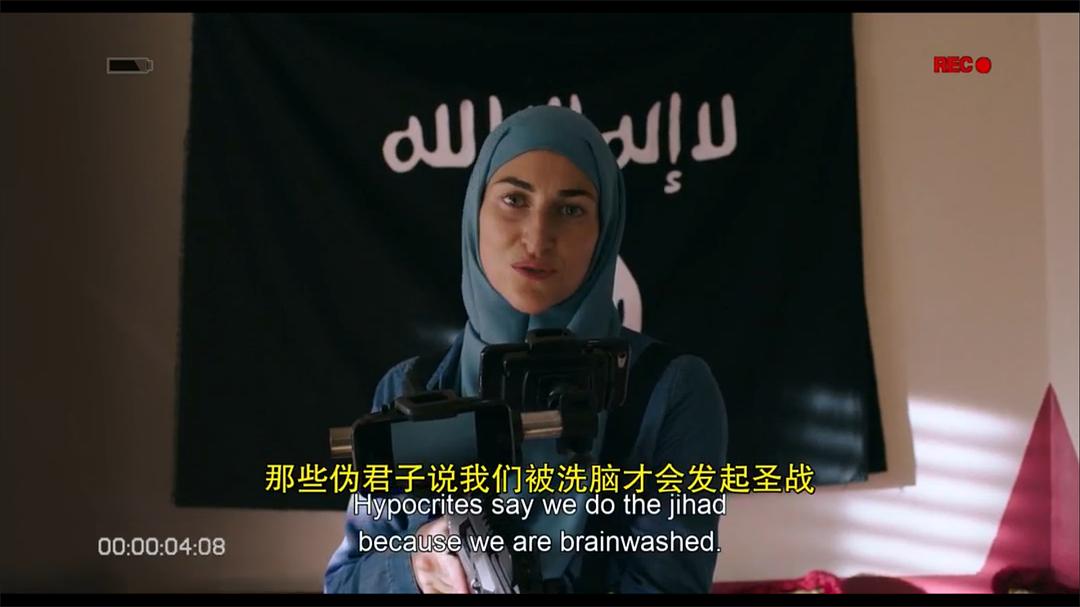 REC
لا إله الله
那些伪君子说我们被洗脑才会发起圣战
Hypocrites say we do the jihad
because we are brainwashed.
00:00:04:08